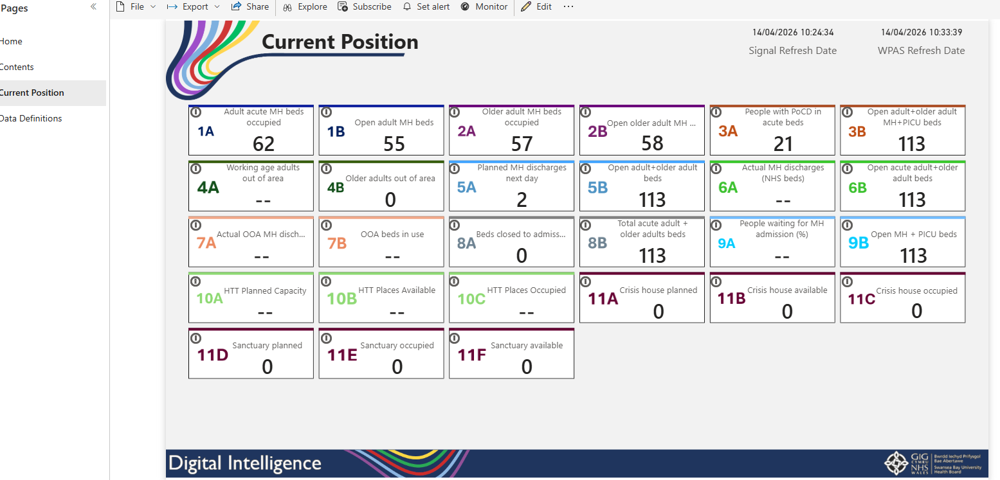 Pages
File
Export
Share
Explore
Subscribe
Set alert
Monitor
Edit
Home
Contents
Current Position
Data Definitions
Current Position
14/04/2026 10:24:34
Signal Refresh Date
14/04/2026 10:33:39
WPAS Refresh Date
1A
Adult acute MH beds
occupied
62
1B
Open adult MH beds
55
2A
Older adult MH beds
occupied
57
2B
Open older adult MH ...
58
3A
People with PoCD in
acute beds
21
3B
Open adult+older adult
MH+PICU beds
113
4A
Working age adults
out of area
--
4B
Older adults out of area
0
5A
Planned MH discharges
next day
2
5B
Open adult+older adult
beds
113
6A
Actual MH discharges
(NHS beds)
--
6B
Open acute adult+older
adult beds
113
7A
Actual OOA MH disch...
--
7B
OOA beds in use
--
8A
Beds closed to admiss...
0
8B
Total acute adult +
older adults beds
113
9A
People waiting for MH
admission (%)
--
9B
Open MH + PICU beds
113
10A
HTT Planned Capacity
--
10B
HTT Places Available
--
10C
HTT Places Occupied
--
11A
Crisis house planned
0
11B
Crisis house available
0
11C
Crisis house occupied
0
11D
Sanctuary planned
0
11E
Sanctuary occupied
0
11F
Sanctuary available
0
Digital Intelligence
GIG
CYMRU
NHS
WALES
Bwrdd Iechyd Prifysgol
Bae Abertawe
Swansea Bay University
Health Board